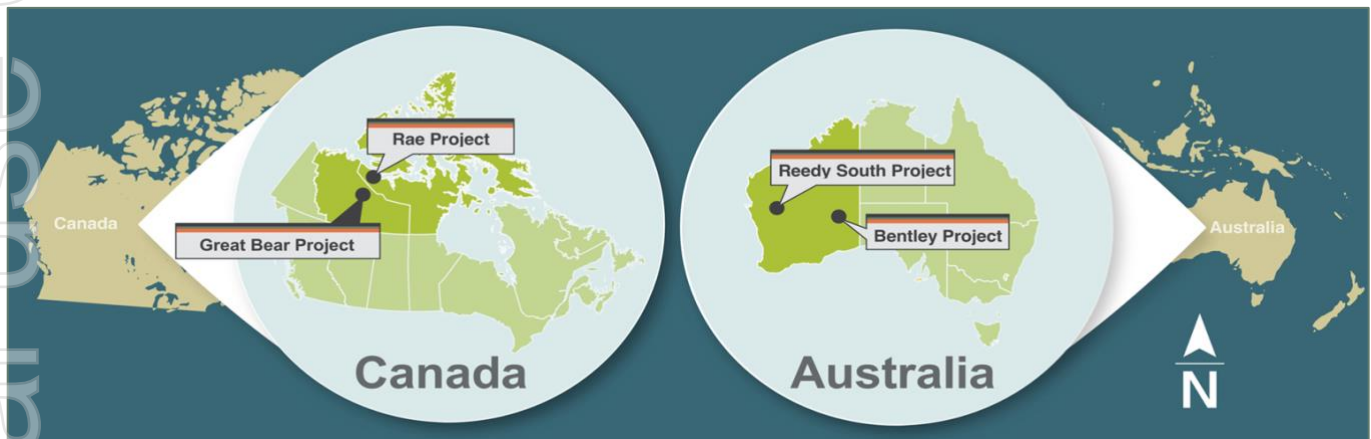 Canada
Rae Project
Great Bear Project
Canada
Reedy South Project
Bentley Project
Australia
Australia
N